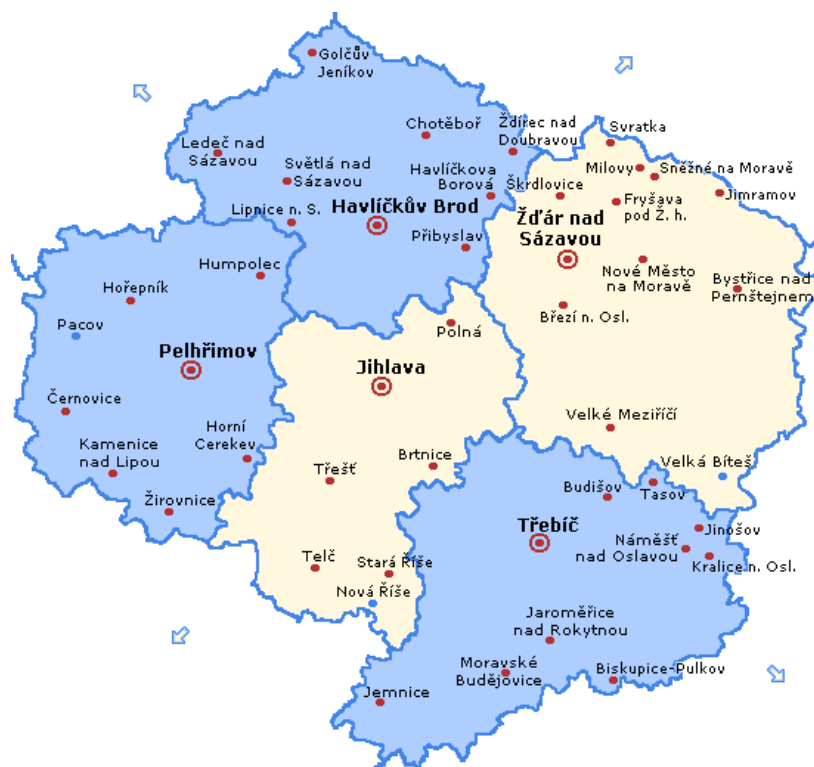 Golčův
Jeníkov
Chotěboř
Ždírec nad
Doubravou
Svratka
Ledeč nad
Sázavou
Světlá nad
Sázavou
Havlíčkova
Borová
Milovy
Sněžné na Moravě
Škrdlovice
Fryšava
pod Ž. h.
Jimramov
Lipnice n. S.
Havlíčkův Brod
Žďár nad
Sázavou
Přibyslav
Humpolec
Nové Město
na Moravě
Bystřice nad
Pernštejnem
Hořepník
Březí n. Osl.
Pacov
Polná
Pelhřimov
Jihlava
Černovice
Velké Meziříčí
Horní
Cerekev
Kamenice
nad Lipou
Třešť
Brtnice
Velká Bíteš
Budišov
Tasov
Žirovnice
Třebíč
Jinošov
Náměšť
nad Oslavou
Kralice n. Osl.
Telč
Stará Říše
Nová Říše
Jaroměřice
nad Rokytnou
Moravské
Budějovice
Biskupice-Pulkov
Jemnice